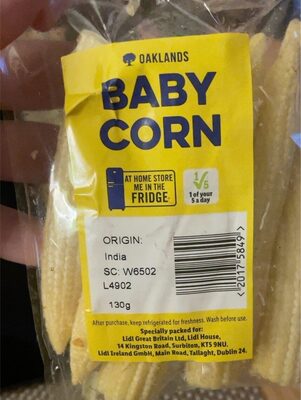 OAKLANDS
BABY
CORN
AT HOME STORE
ME IN THE
FRIDGE
1/5
1 of your
5 a day
ORIGIN:
India
SC: W6502
L4902
130g
<2017 5849>
After purchase, keep refrigerated for freshness. Wash before use.
Specially packed for:
Lidl Great Britain Ltd, Lidl House,
14 Kingston Road, Surbiton, KT5 9NU.
Lidl Ireland GmbH, Main Road, Tallaght, Dublin 24.